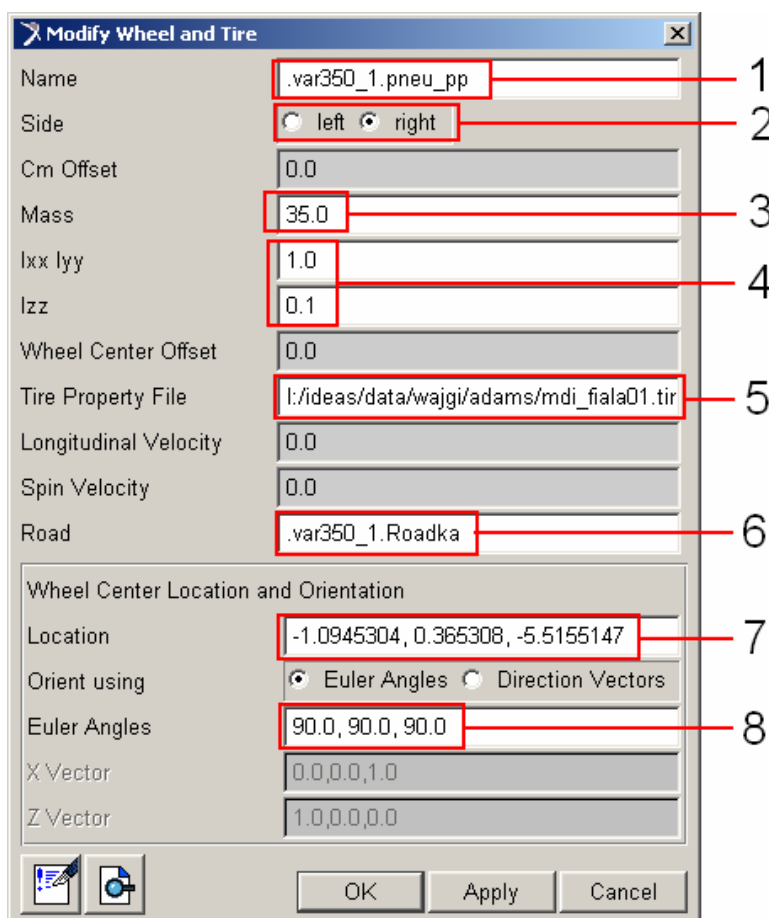 Modify Wheel and Tire
Name .var350_1.pneu_pp 1
Side left right 2
Cm Offset 0.0
Mass 35.0 3
Ixx Iyy 1.0 4
Izz 0.1
Wheel Center Offset 0.0
Tire Property File I:/ideas/data/wajgi/adams/mdi_fiala01.tir 5
Longitudinal Velocity 0.0
Spin Velocity 0.0
Road .var350_1.Roadka 6
Wheel Center Location and Orientation
Location -1.0945304, 0.365308, -5.5155147 7
Orient using Euler Angles Direction Vectors
Euler Angles 90.0, 90.0, 90.0 8
X Vector 0.0,0.0,1.0
Z Vector 1.0,0.0,0.0
OK Apply Cancel